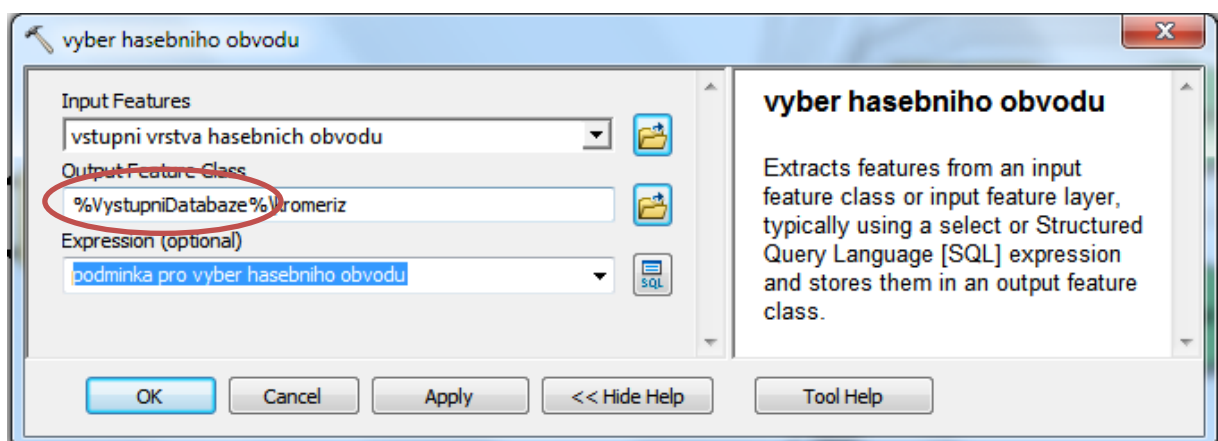 vyber hasebniho obvodu
Input Features
vstupni vrstva hasebnich obvodu
Output Feature Class
%VystupniDatabaze%\kromeriz
Expression (optional)
podminka pro vyber hasebniho obvodu
SQL
vyber hasebniho obvodu
Extracts features from an input
feature class or input feature layer,
typically using a select or Structured
Query Language [SQL] expression
and stores them in an output feature
class.
OK
Cancel
Apply
<< Hide Help
Tool Help